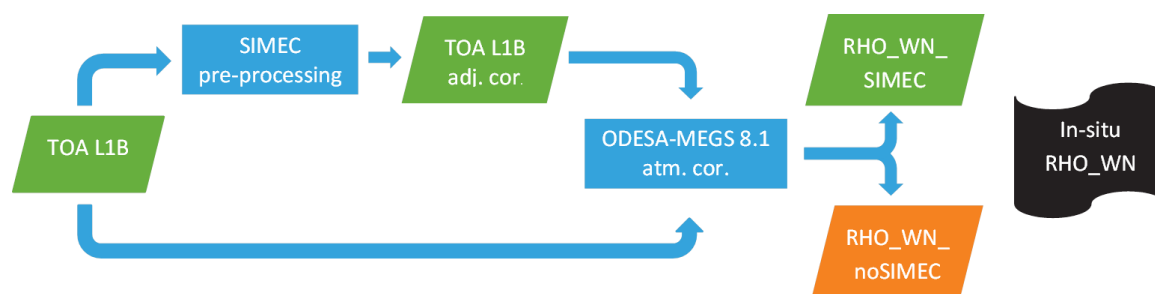 SIMEC
pre-processing
TOA L1B
adj. cor.
RHO_WN_
SIMEC
TOA L1B
ODESA-MEGS 8.1
atm. cor.
In-situ
RHO_WN
RHO_WN_
noSIMEC